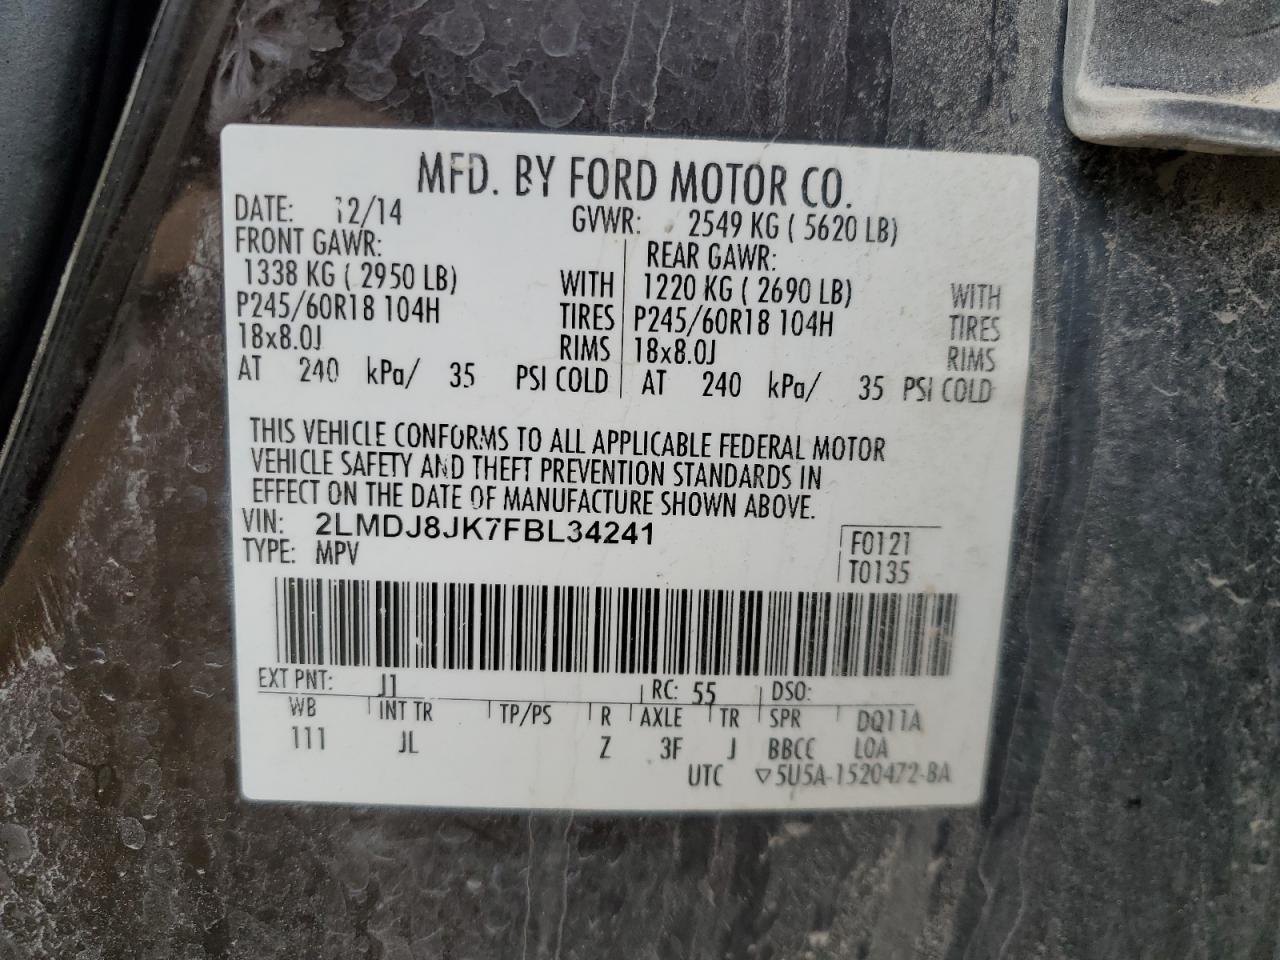 MFD. BY FORD MOTOR CO.
DATE: 12/14 GVWR: 2549 KG ( 5620 LB)
FRONT GAWR: REAR GAWR:
1338 KG ( 2950 LB) WITH 1220 KG ( 2690 LB) WITH
P245/60R18 104H TIRES P245/60R18 104H TIRES
18x8.0J RIMS 18x8.0J RIMS
AT 240 kPa/ 35 PSI COLD AT 240 kPa/ 35 PSI COLD
THIS VEHICLE CONFORMS TO ALL APPLICABLE FEDERAL MOTOR
VEHICLE SAFETY AND THEFT PREVENTION STANDARDS IN
EFFECT ON THE DATE OF MANUFACTURE SHOWN ABOVE.
VIN: 2LMDJ8JK7FBL34241 F0121
TYPE: MPV T0135
EXT PNT: J1 RC: 55 DSO:
WB INT TR TP/PS R AXLE TR SPR DQ11A
111 JL Z 3F J BBCC LOA
UTC ▽5U5A-1520472-BA